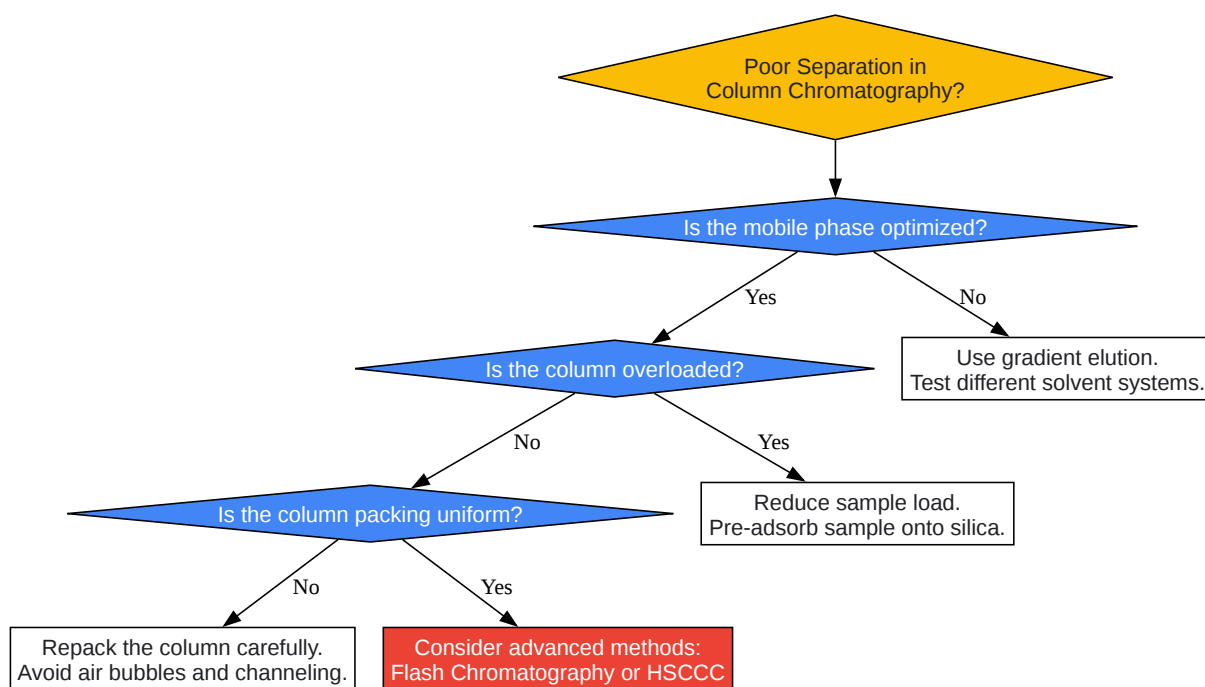 Poor Separation in
Column Chromatography?
Is the mobile phase optimized?
Yes
No
Use gradient elution.
Test different solvent systems.
Is the column overloaded?
No
Yes
Reduce sample load.
Pre-adsorb sample onto silica.
Is the column packing uniform?
No
Yes
Repack the column carefully.
Avoid air bubbles and channeling.
Consider advanced methods:
Flash Chromatography or HSCCC